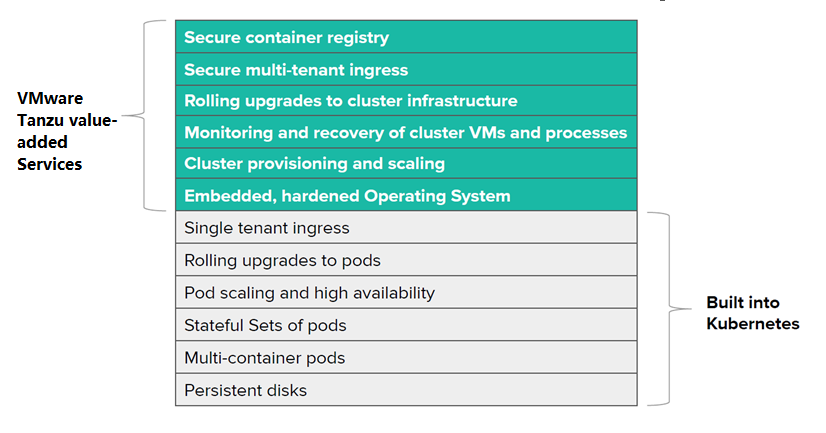 Secure container registry
Secure multi-tenant ingress
Rolling upgrades to cluster infrastructure
Monitoring and recovery of cluster VMs and processes
Cluster provisioning and scaling
Embedded, hardened Operating System
VMware
Tanzu value-
added
Services
Single tenant ingress
Rolling upgrades to pods
Pod scaling and high availability
Stateful Sets of pods
Multi-container pods
Persistent disks
Built into
Kubernetes